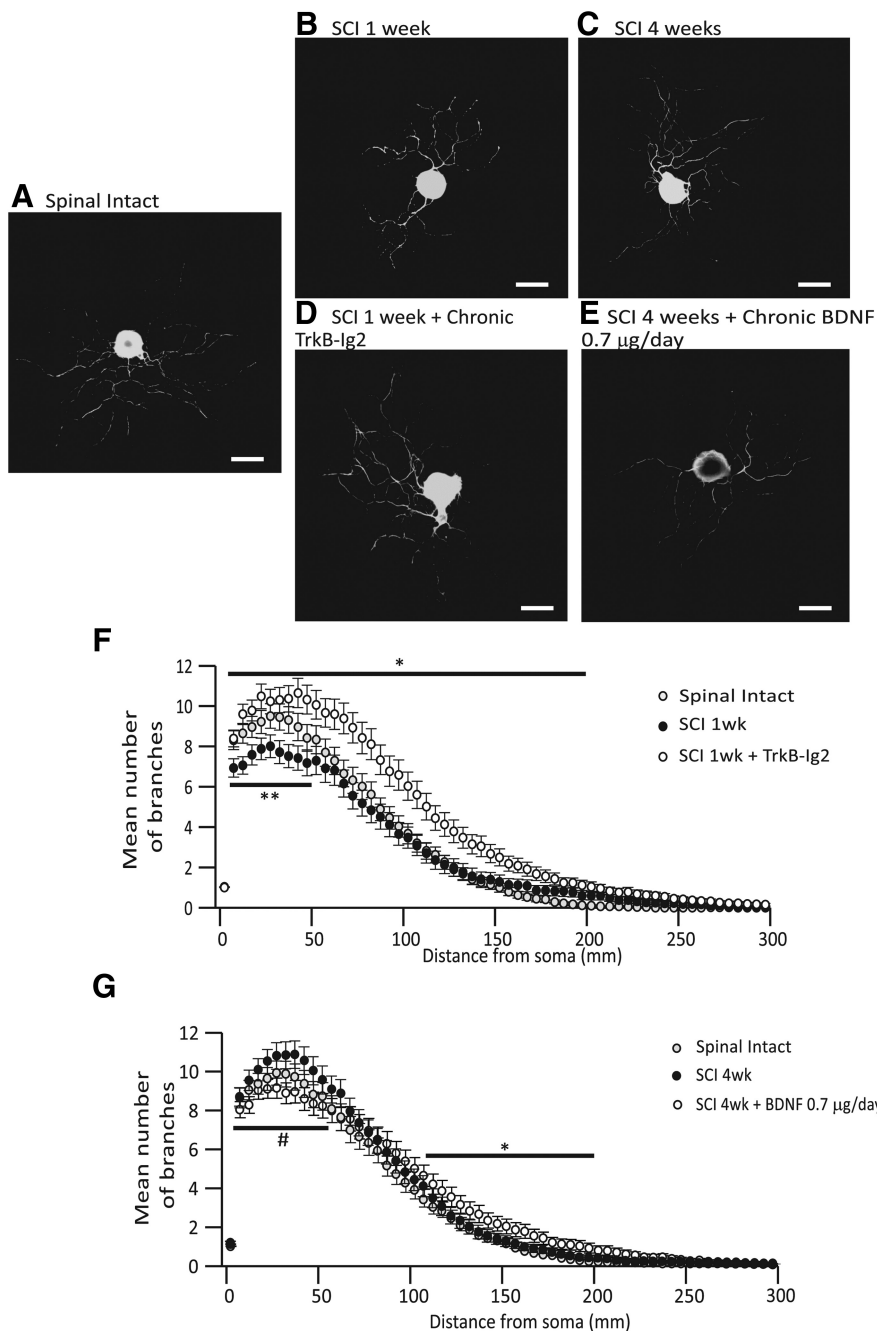 A Spinal Intact
B SCI 1 week
C SCI 4 weeks
D SCI 1 week + Chronic
TrkB-Ig2
E SCI 4 weeks + Chronic BDNF
0.7 µg/day
F
Mean number
of branches
12
10
8
6
4
2
0
*
**
0 50 100 150 200 250 300
Distance from soma (mm)
Spinal Intact
SCI 1wk
SCI 1wk + TrkB-Ig2
G
Mean number
of branches
12
10
8
6
4
2
0
#
*
0 50 100 150 200 250 300
Distance from soma (mm)
Spinal Intact
SCI 4wk
SCI 4wk + BDNF 0.7 µg/day